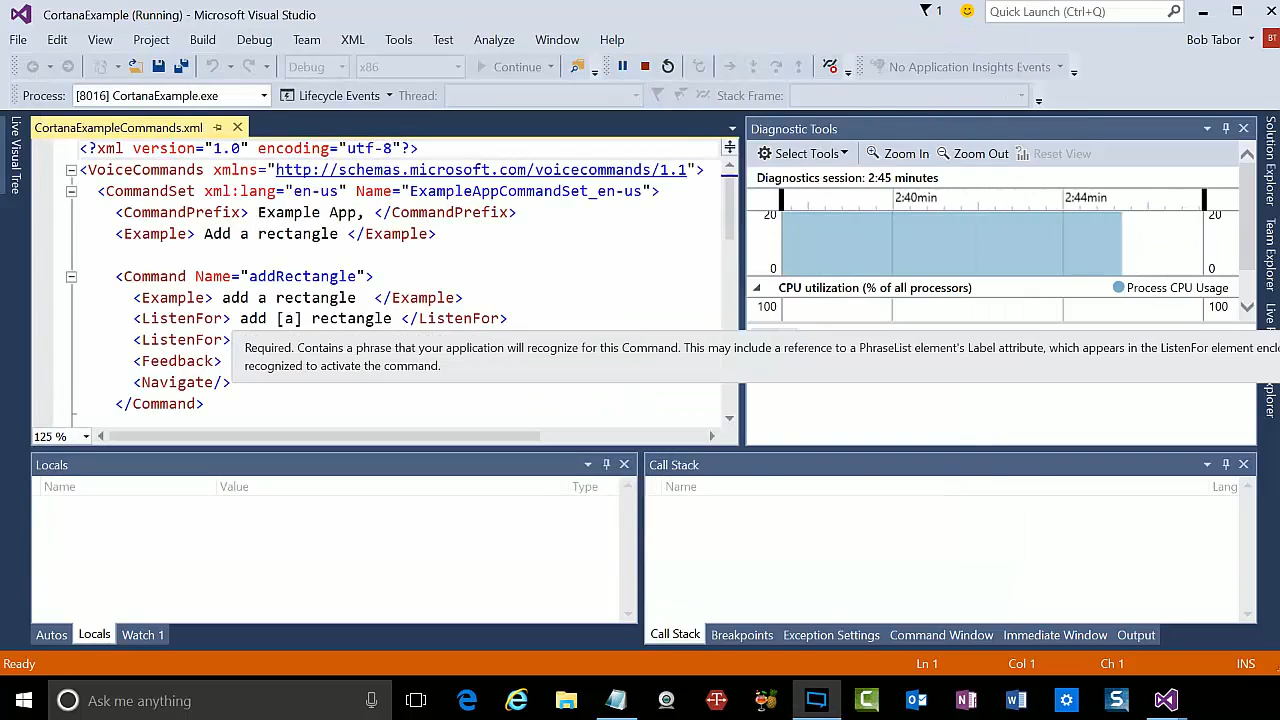 CortanaExample (Running) - Microsoft Visual Studio
1
Quick Launch (Ctrl+Q)
File Edit View Project Build Debug Team XML Tools Test Analyze Window Help
Bob Tabor
BT
Debug x86 Continue No Application Insights Events
Process: [8016] CortanaExample.exe Lifecycle Events Thread: Stack Frame:
Live Visual Tree
CortanaExampleCommands.xml
<?xml version="1.0" encoding="utf-8"?>
<VoiceCommands xmlns="http://schemas.microsoft.com/voicecommands/1.1">
<CommandSet xml:lang="en-us" Name="ExampleAppCommandSet_en-us">
<CommandPrefix> Example App, </CommandPrefix>
<Example> Add a rectangle </Example>
<Command Name="addRectangle">
<Example> add a rectangle </Example>
<ListenFor> add [a] rectangle </ListenFor>
<ListenFor>
<Feedback>
<Navigate/>
</Command>
Required. Contains a phrase that your application will recognize for this Command. This may include a reference to a PhraseList element's Label attribute, which appears in the ListenFor element
recognized to activate the command.
125 %
Diagnostic Tools
Select Tools Zoom In Zoom Out Reset View
Diagnostics session: 2:45 minutes
2:40min 2:44min
20 20
0 0
CPU utilization (% of all processors) Process CPU Usage
100 100
Solution Explorer
Team Explorer
Locals
Name Value Type
Autos Locals Watch 1
Call Stack
Name Lang
Call Stack Breakpoints Exception Settings Command Window Immediate Window Output
Ready Ln 1 Col 1 Ch 1 INS
Ask me anything